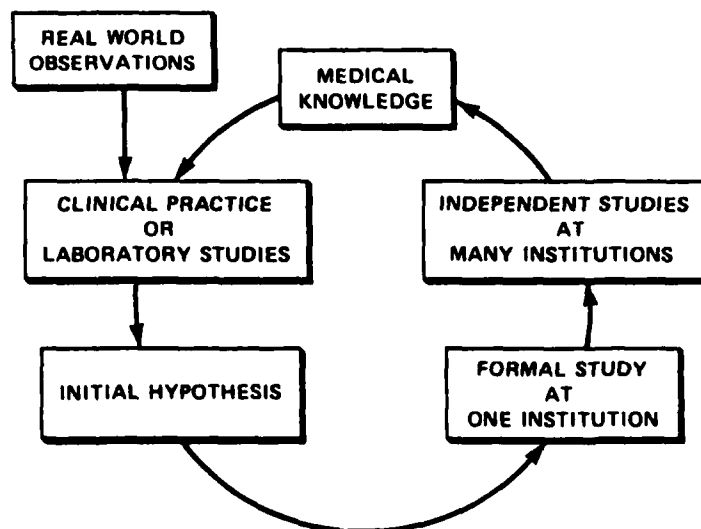 REAL WORLD
OBSERVATIONS
MEDICAL
KNOWLEDGE
CLINICAL PRACTICE
OR
LABORATORY STUDIES
INDEPENDENT STUDIES
AT
MANY INSTITUTIONS
INITIAL HYPOTHESIS
FORMAL STUDY
AT
ONE INSTITUTION